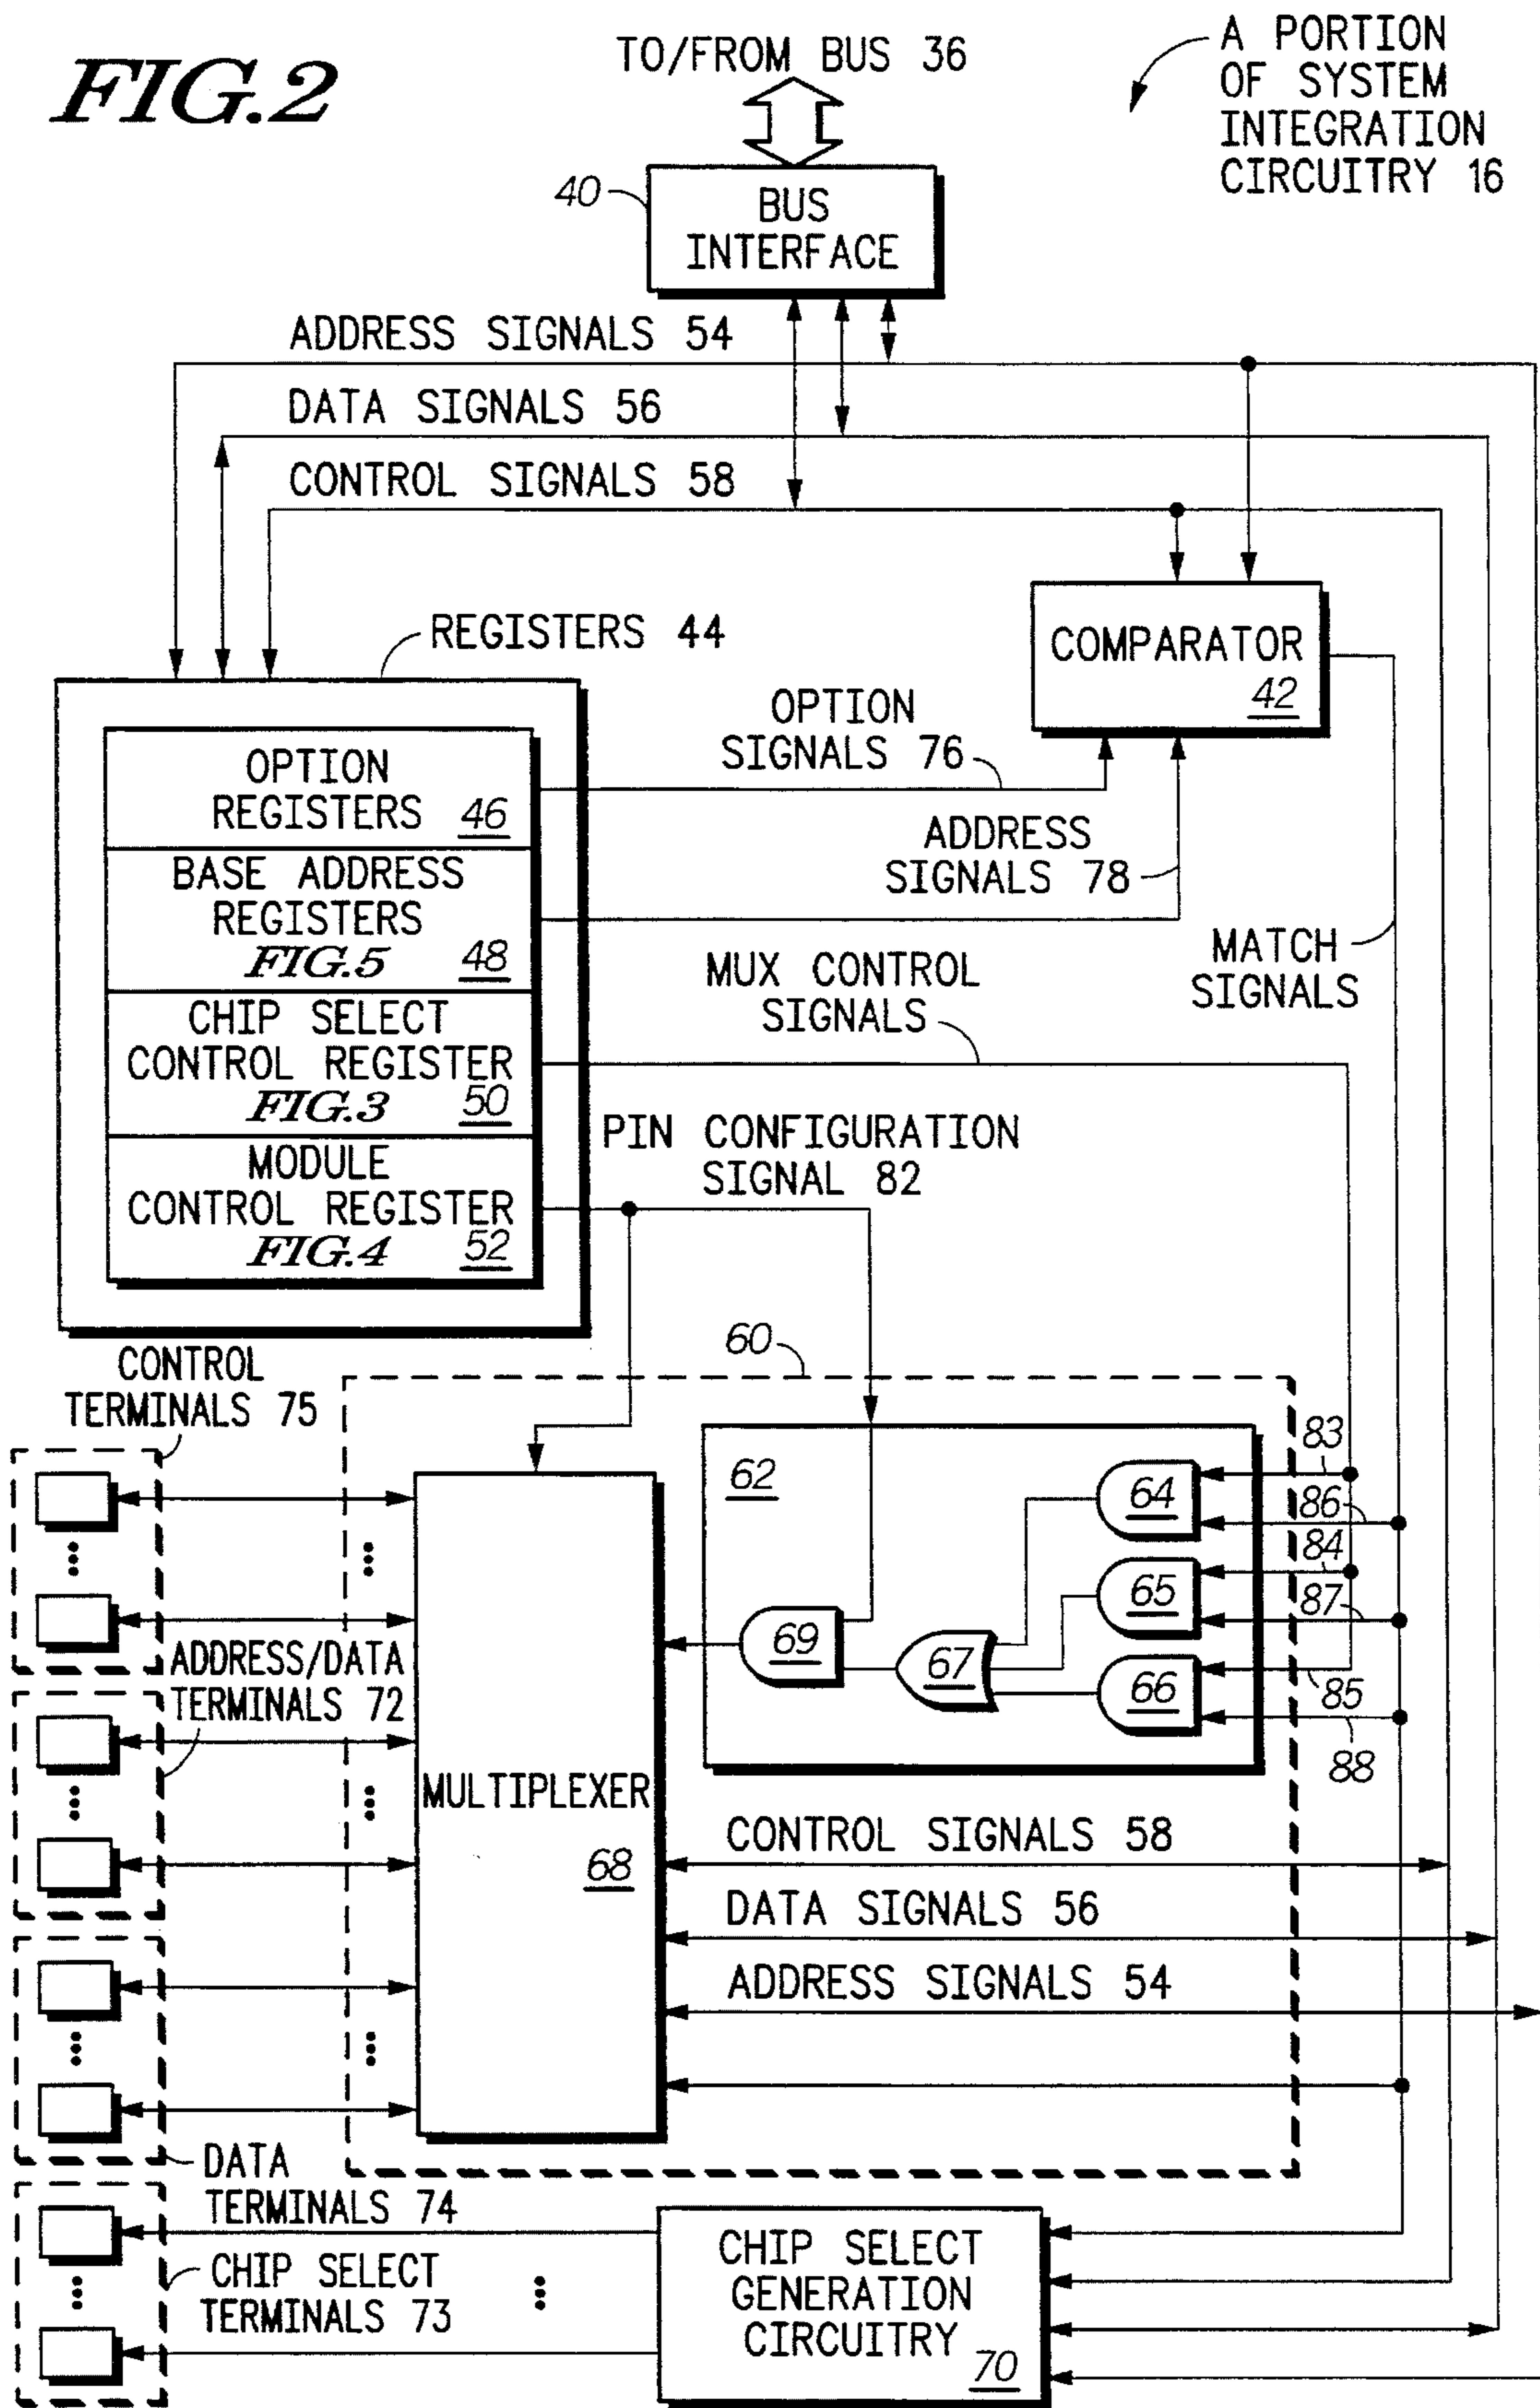 FIG.2
TO/FROM BUS 36
A PORTION
OF SYSTEM
INTEGRATION
CIRCUITRY 16
40
BUS
INTERFACE
ADDRESS SIGNALS 54
DATA SIGNALS 56
CONTROL SIGNALS 58
REGISTERS 44
COMPARATOR
42
OPTION
SIGNALS 76
OPTION
REGISTERS 46
ADDRESS
SIGNALS 78
BASE ADDRESS
REGISTERS
FIG.5 48
MATCH
SIGNALS
MUX CONTROL
SIGNALS
CHIP SELECT
CONTROL REGISTER
FIG.3 50
PIN CONFIGURATION
SIGNAL 82
MODULE
CONTROL REGISTER
FIG.4 52
60
CONTROL
TERMINALS 75
62
64
83
86
65
84
87
69
67
66
85
88
ADDRESS/DATA
TERMINALS 72
MULTIPLEXER
68
CONTROL SIGNALS 58
DATA SIGNALS 56
ADDRESS SIGNALS 54
DATA
TERMINALS 74
CHIP SELECT
TERMINALS 73
CHIP SELECT
GENERATION
CIRCUITRY
70